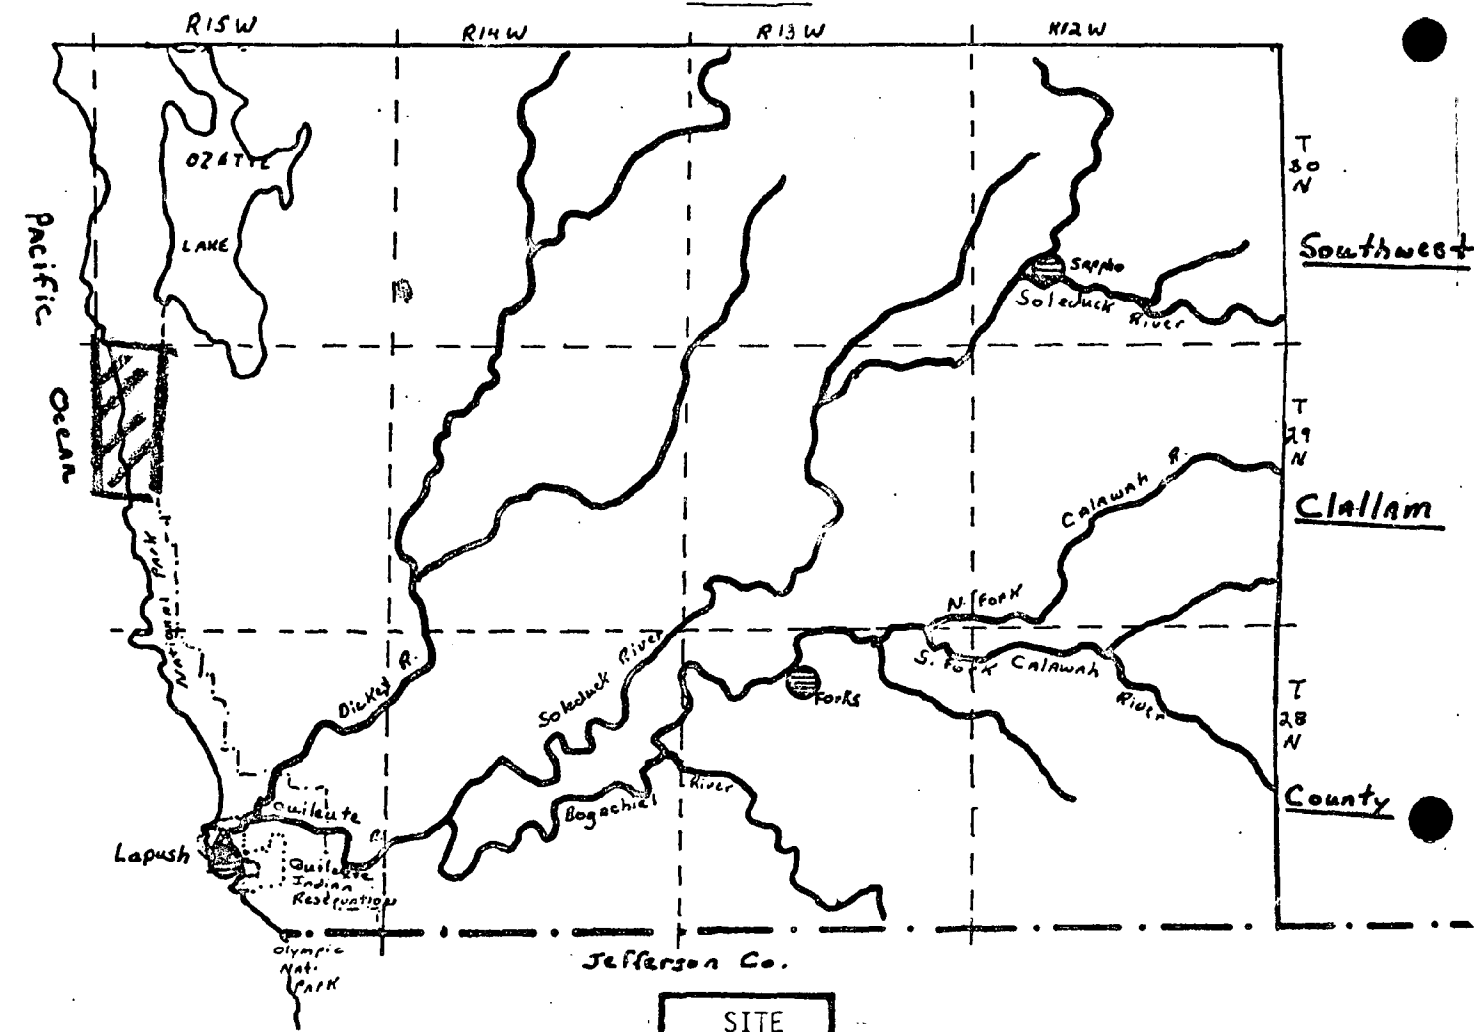 R15W
R14W
R13W
R12W
OZETTE
LAKE
Pacific
Ocean
T
30
N
Southwest
Sappho
Soleduck
River
T
29
N
Calawah R.
Clallam
National Park
N. Fork
S. Fork
Calawah
River
Dickey R.
Soleduck River
Forks
T
28
N
County
River
Bogachiel
Quileute
R.
Lapush
Quileute
Indian
Reservation
Jefferson Co.
Olympic
Nat.
Park
SITE